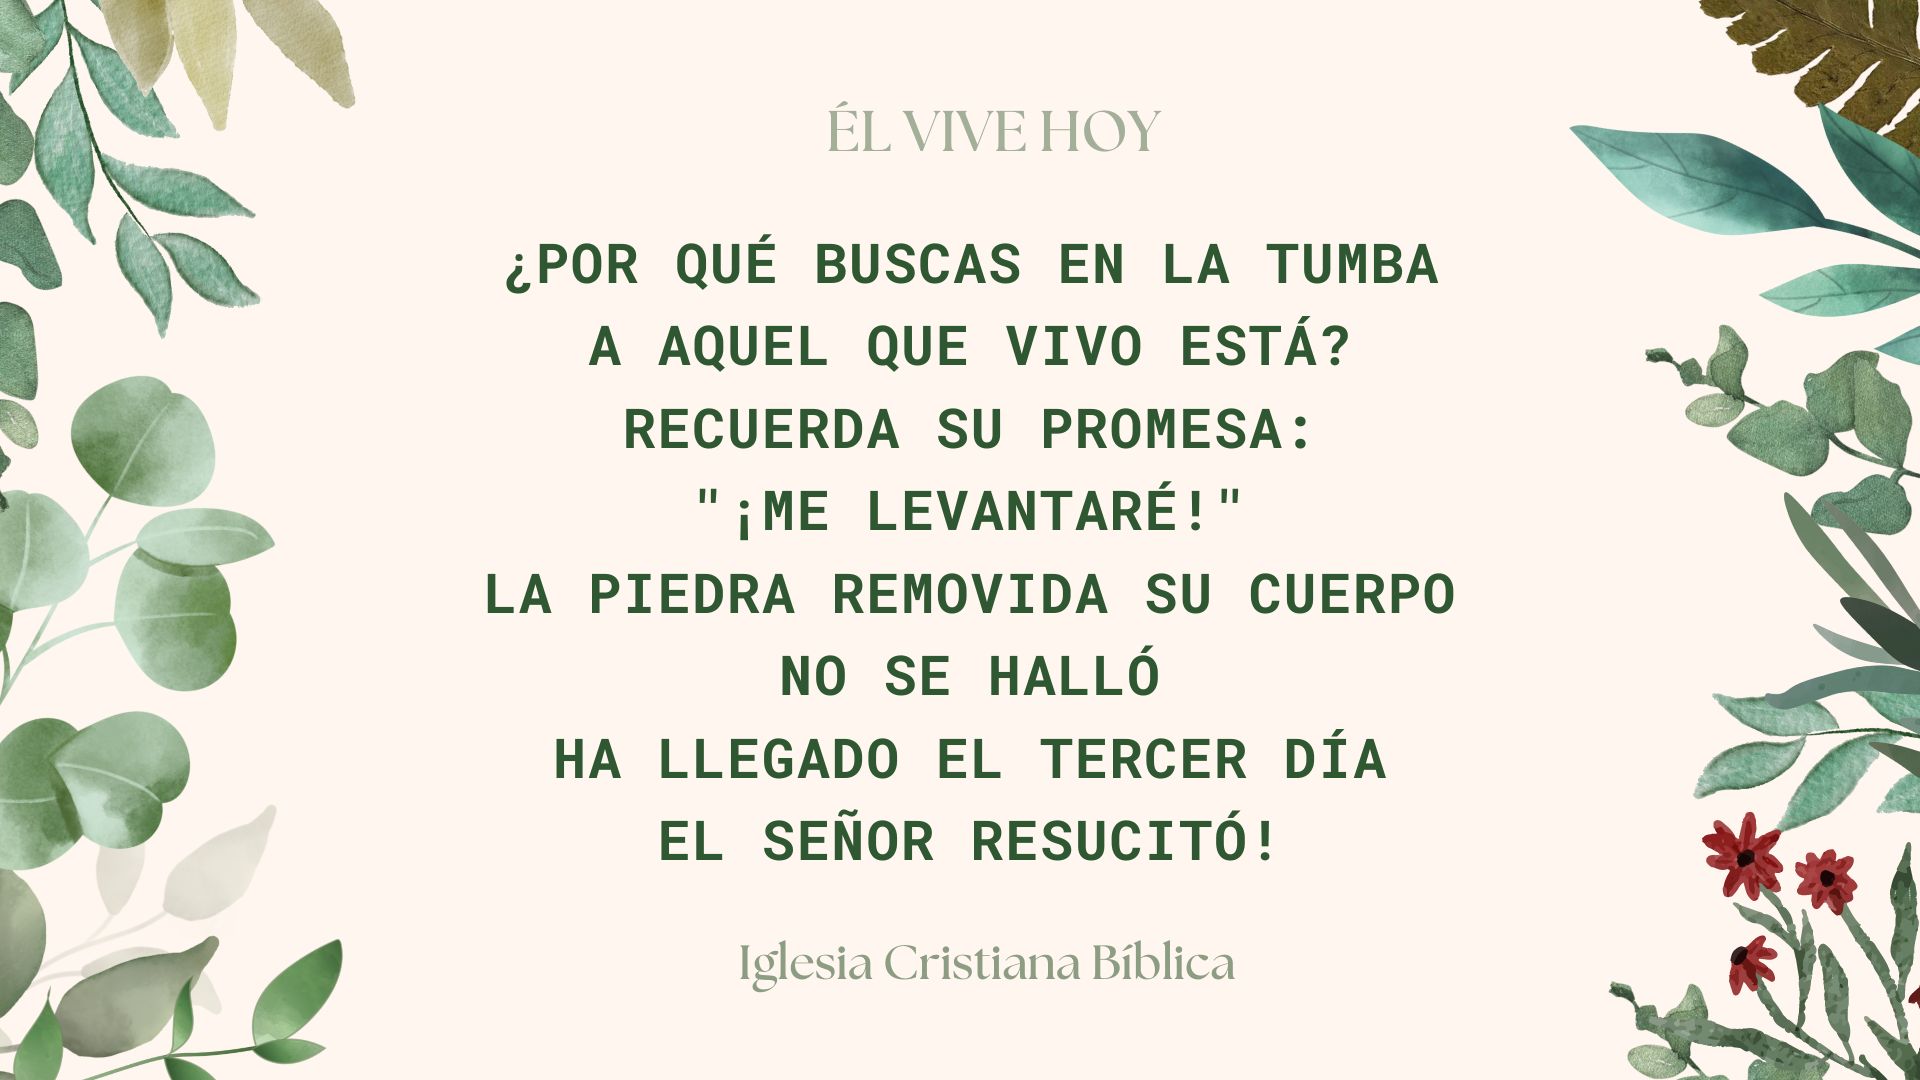 ÉL VIVE HOY
¿POR QUÉ BUSCAS EN LA TUMBA
A AQUEL QUE VIVO ESTÁ?
RECUERDA SU PROMESA:
"¡ME LEVANTARÉ!"
LA PIEDRA REMOVIDA SU CUERPO
NO SE HALLÓ
HA LLEGADO EL TERCER DÍA
EL SEÑOR RESUCITÓ!
Iglesia Cristiana Bíblica